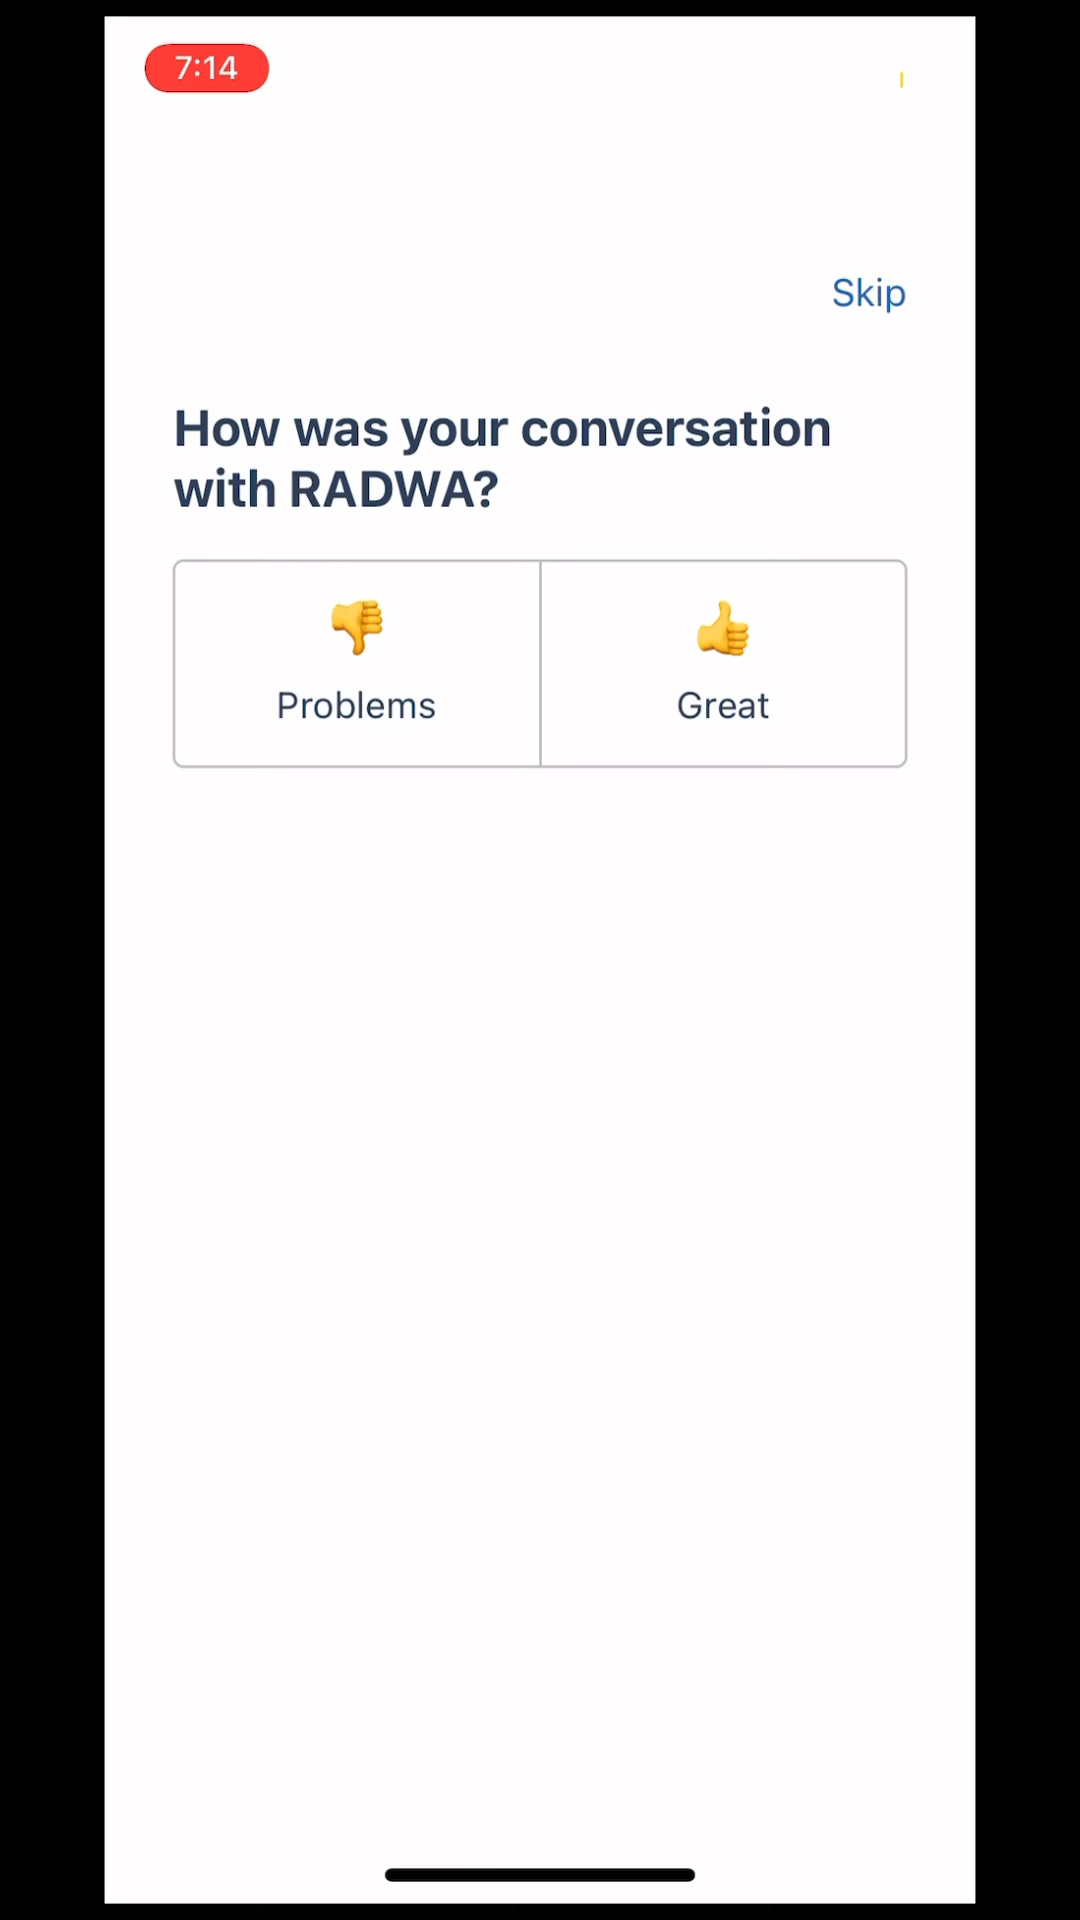 7:14
Skip
How was your conversation
with RADWA?
Problems
Great